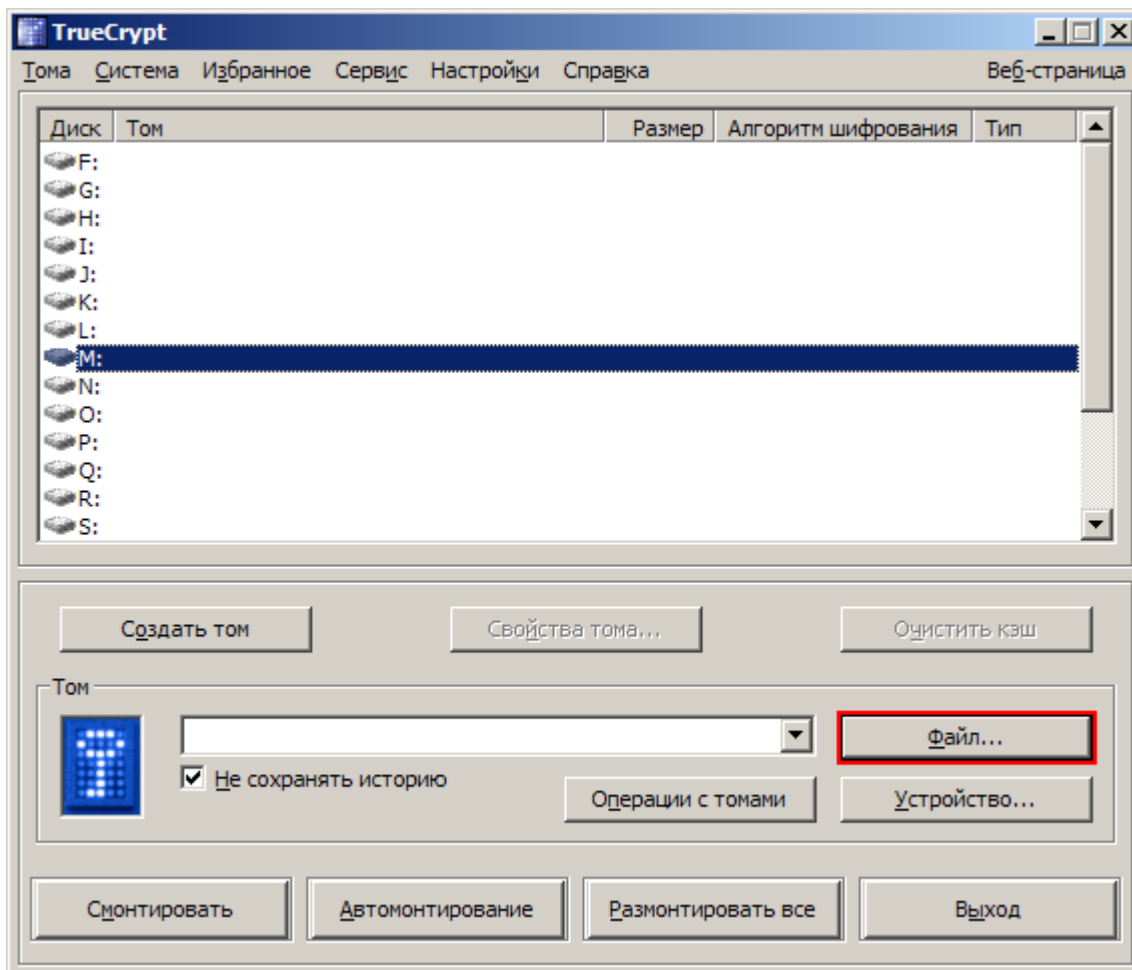 TrueCrypt
Тома Система Избранное Сервис Настройки Справка Веб-страница
Диск Том Размер Алгоритм шифрования Тип
F:
G:
H:
I:
J:
K:
L:
M:
N:
O:
P:
Q:
R:
S:
Создать том Свойства тома... Очистить кэш
Том
Файл...
Не сохранять историю
Операции с томами Устройство...
Смонтировать Автомонтирование Размонтировать все Выход